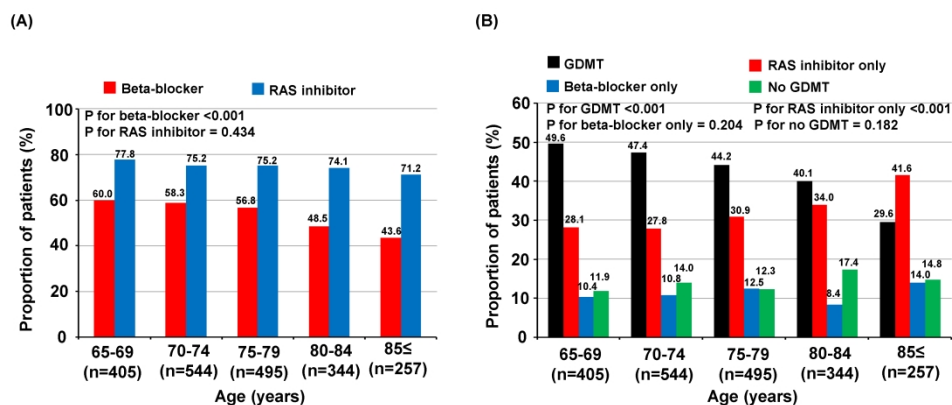 (A)
Beta-blocker RAS inhibitor
P for beta-blocker <0.001
P for RAS inhibitor = 0.434
Proportion of patients (%)
100
80
60
40
20
0
77.8 75.2 75.2 74.1 71.2
60.0 58.3 56.8 48.5 43.6
65-69 70-74 75-79 80-84 85≤
(n=405) (n=544) (n=495) (n=344) (n=257)
Age (years)
(B)
GDMT RAS inhibitor only
Beta-blocker only No GDMT
P for GDMT <0.001 P for RAS inhibitor only <0.001
P for beta-blocker only = 0.204 P for no GDMT = 0.182
Proportion of patients (%)
60
50
40
30
20
10
0
49.6 28.1 10.4 11.9
47.4 27.8 10.8 14.0
44.2 30.9 12.5 12.3
40.1 34.0 8.4 17.4
29.6 41.6 14.0 14.8
65-69 70-74 75-79 80-84 85≤
(n=405) (n=544) (n=495) (n=344) (n=257)
Age (years)